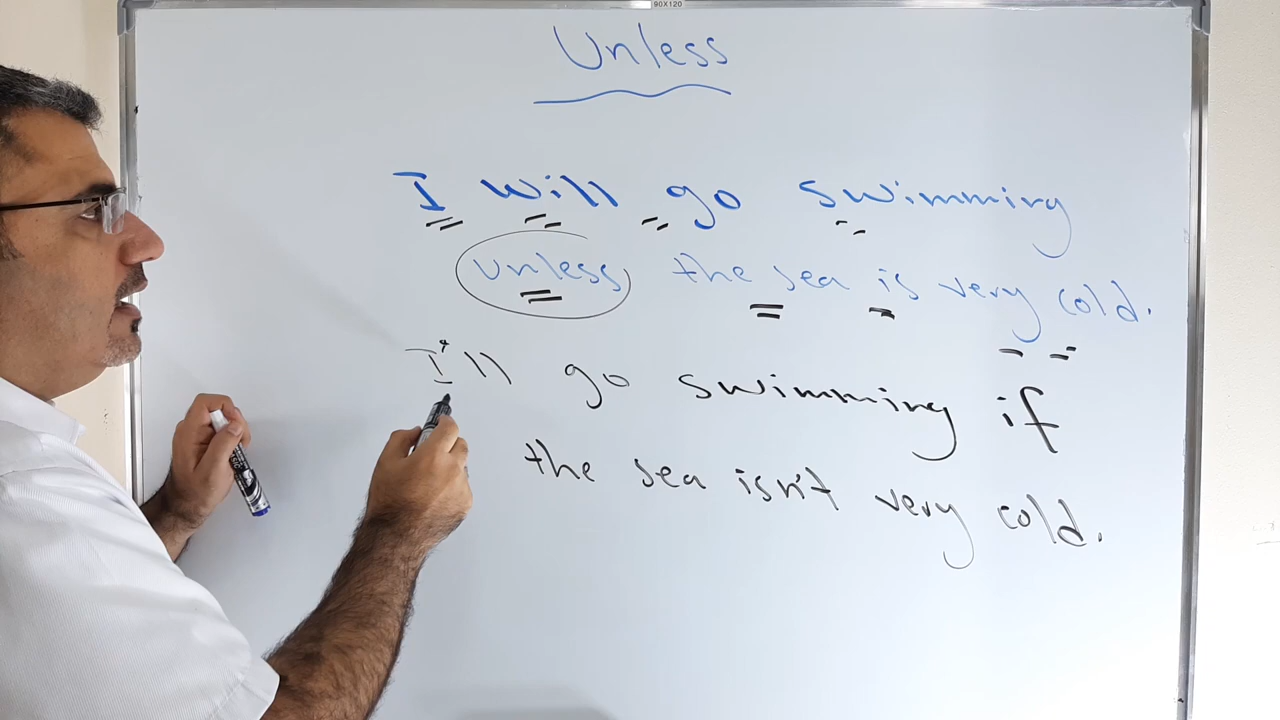 90X120
Unless
I will go swimming
unless the sea is very cold.
I'll go swimming if
the sea isn't very cold.